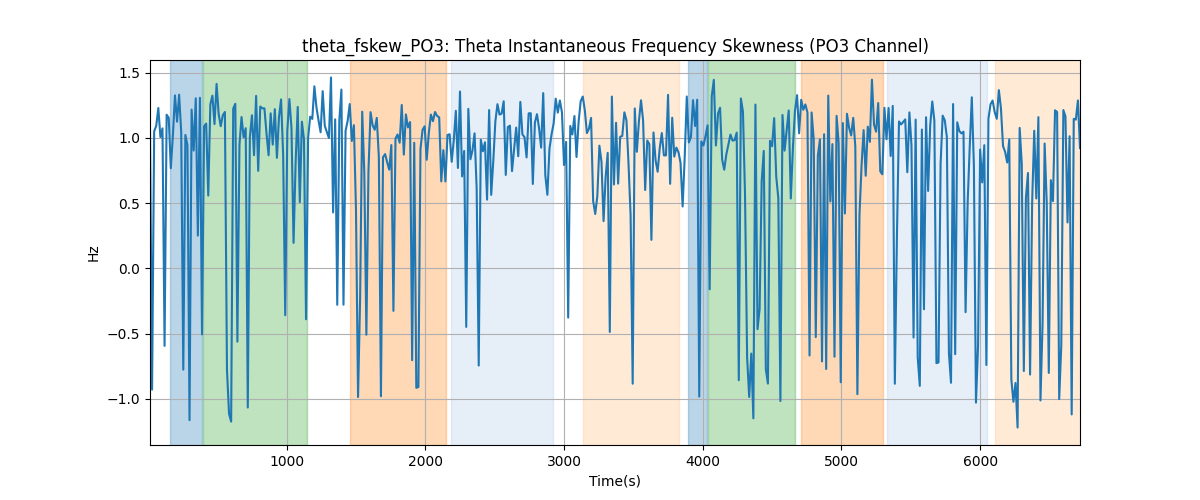 theta_fskew_PO3: Theta Instantaneous Frequency Skewness (PO3 Channel)
1.5
1.0
0.5
0.0
−0.5
−1.0
Hz
1000 2000 3000 4000 5000 6000
Time(s)